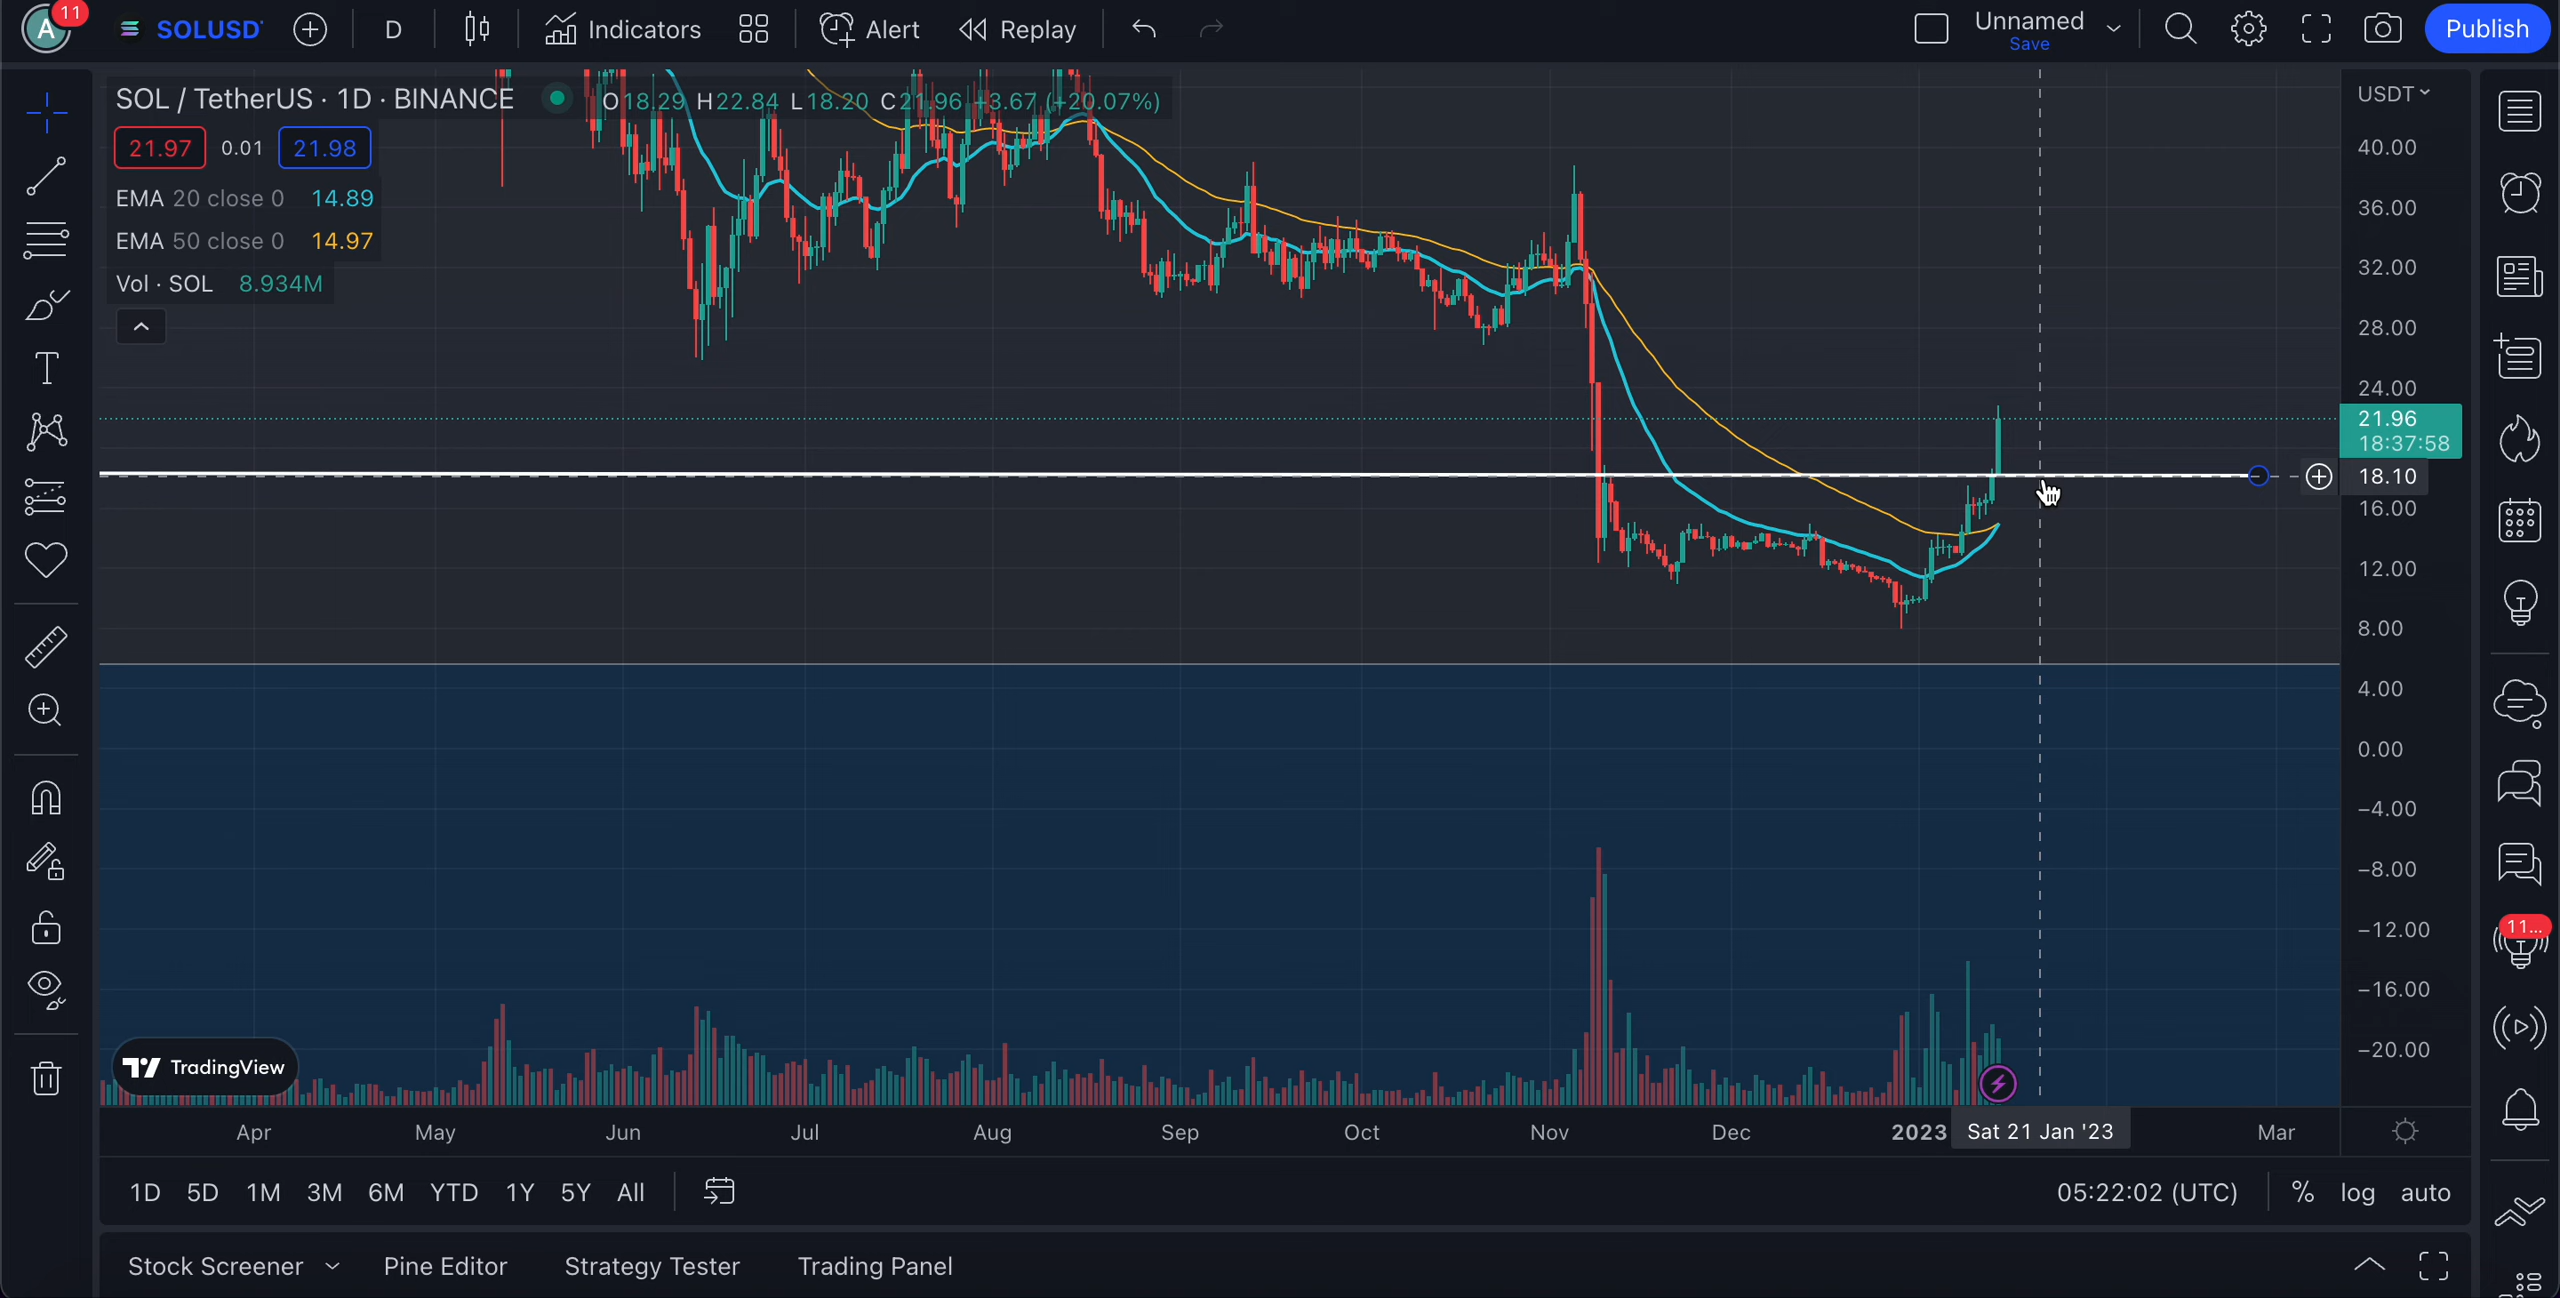 A 11 SOLUSD D Indicators Alert Replay Unnamed Save Publish
SOL / TetherUS · 1D · BINANCE O18.29 H22.84 L18.20 C21.96 +3.67 (+20.07%)
21.97 0.01 21.98
EMA 20 close 0 14.89
EMA 50 close 0 14.97
Vol · SOL 8.934M
USDT
40.00
36.00
32.00
28.00
24.00
21.96
18:37:58
18.10
16.00
12.00
8.00
4.00
0.00
−4.00
−8.00
−12.00
−16.00
−20.00
11...
TradingView
Apr May Jun Jul Aug Sep Oct Nov Dec 2023 Sat 21 Jan '23 Mar
1D 5D 1M 3M 6M YTD 1Y 5Y All 05:22:02 (UTC) % log auto
Stock Screener Pine Editor Strategy Tester Trading Panel